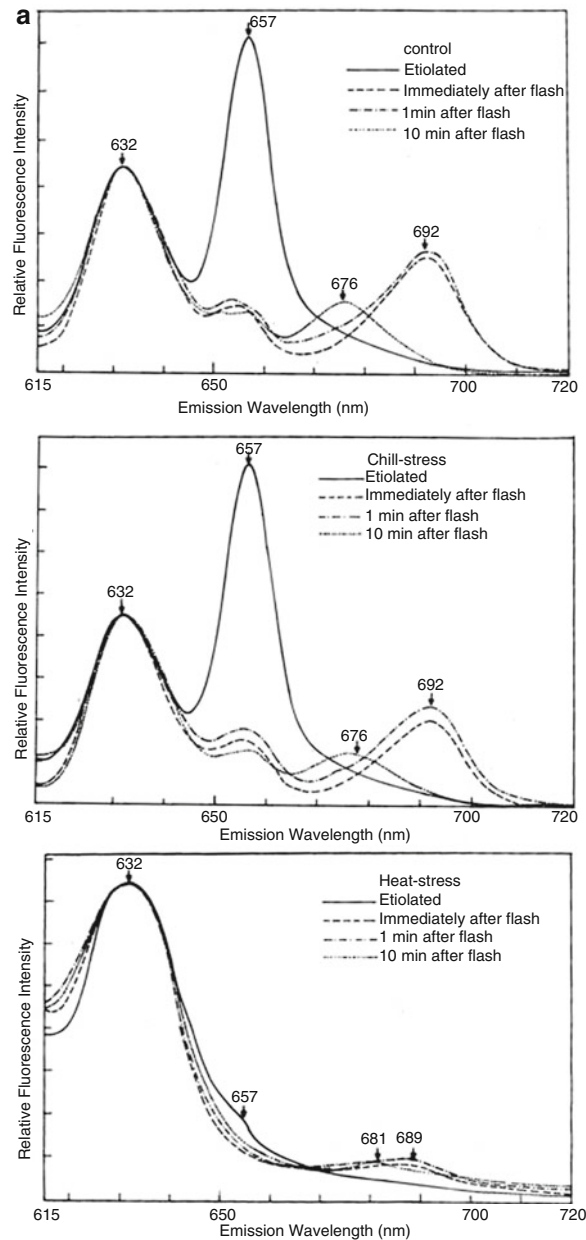 a
657
control
Etiolated
Immediately after flash
1min after flash
10 min after flash
632
692
676
Relative Fluorescence Intensity
615
650
700
720
Emission Wavelength (nm)
657
Chill-stress
Etiolated
Immediately after flash
1 min after flash
10 min after flash
632
692
676
Relative Fluorescence Intensity
615
650
700
720
Emission Wavelength (nm)
632
Heat-stress
Etiolated
Immediately after flash
1 min after flash
10 min after flash
657
681
689
Relative Fluorescence Intensity
615
650
700
720
Emission Wavelength (nm)